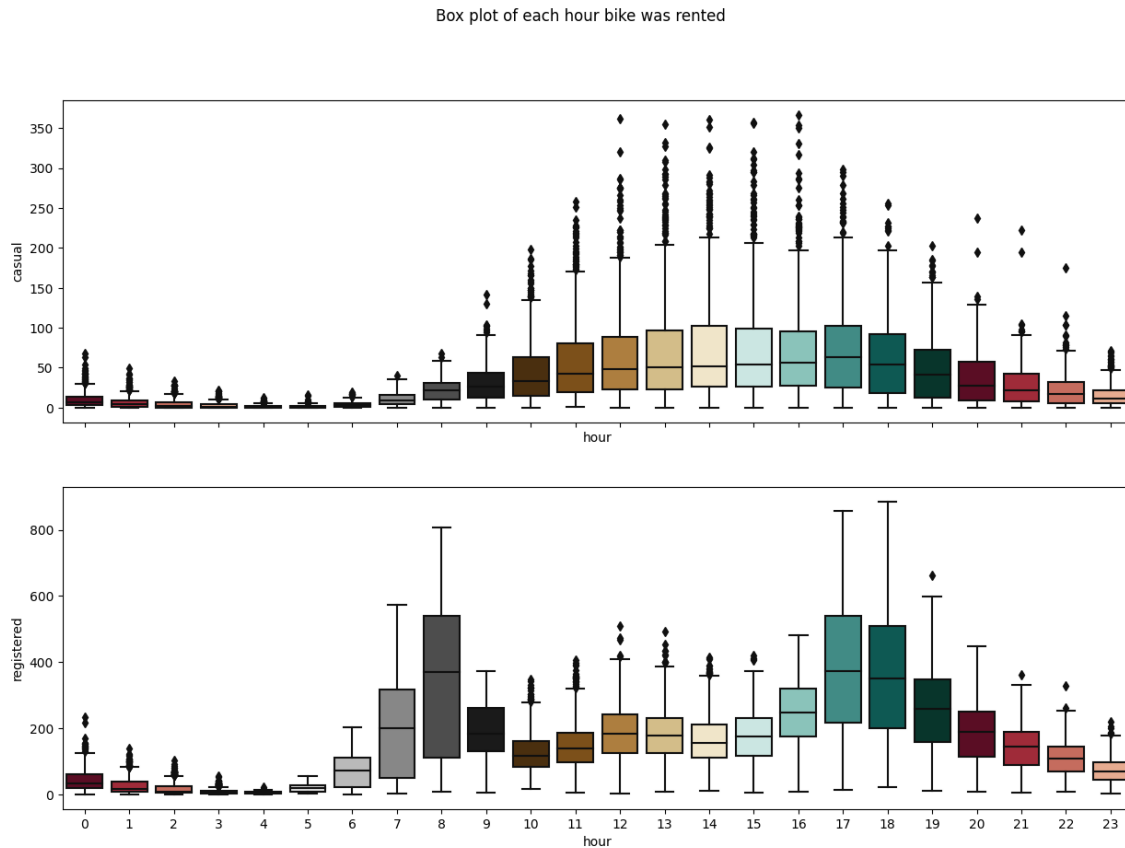 Box plot of each hour bike was rented
350
300
250
200
150
100
50
0
casual
hour
800
600
400
200
0
registered
0 1 2 3 4 5 6 7 8 9 10 11 12 13 14 15 16 17 18 19 20 21 22 23
hour